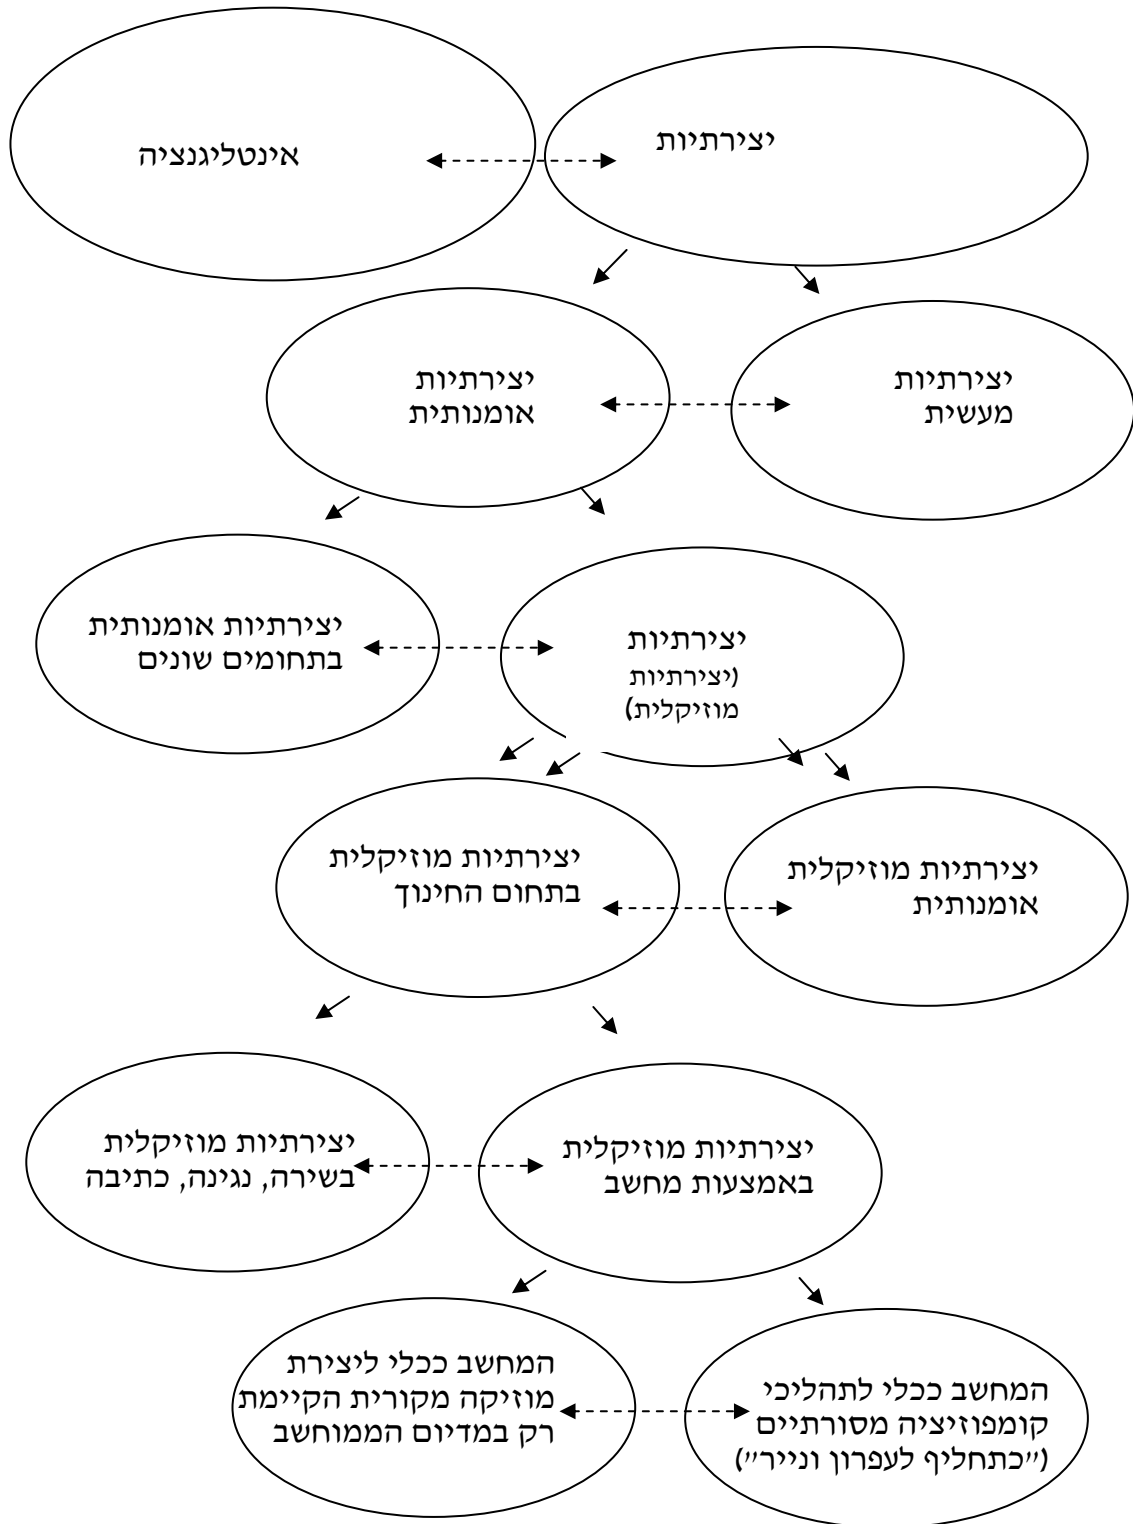 יצירתיות
אינטליגנציה
יצירתיות
מעשית
יצירתיות
אומנותית
יצירתיות
(יצירתיות
מוזיקלית)
יצירתיות אומנותית
בתחומים שונים
יצירתיות מוזיקלית
אומנותית
יצירתיות מוזיקלית
בתחום החינוך
יצירתיות מוזיקלית
באמצעות מחשב
יצירתיות מוזיקלית
בשירה, נגינה, כתיבה
המחשב ככלי לתהליכי
קומפוזיציה מסורתיים
("כתחליף לעפרון ונייר")
המחשב ככלי ליצירת
מוזיקה מקורית הקיימת
רק במדיום הממוחשב